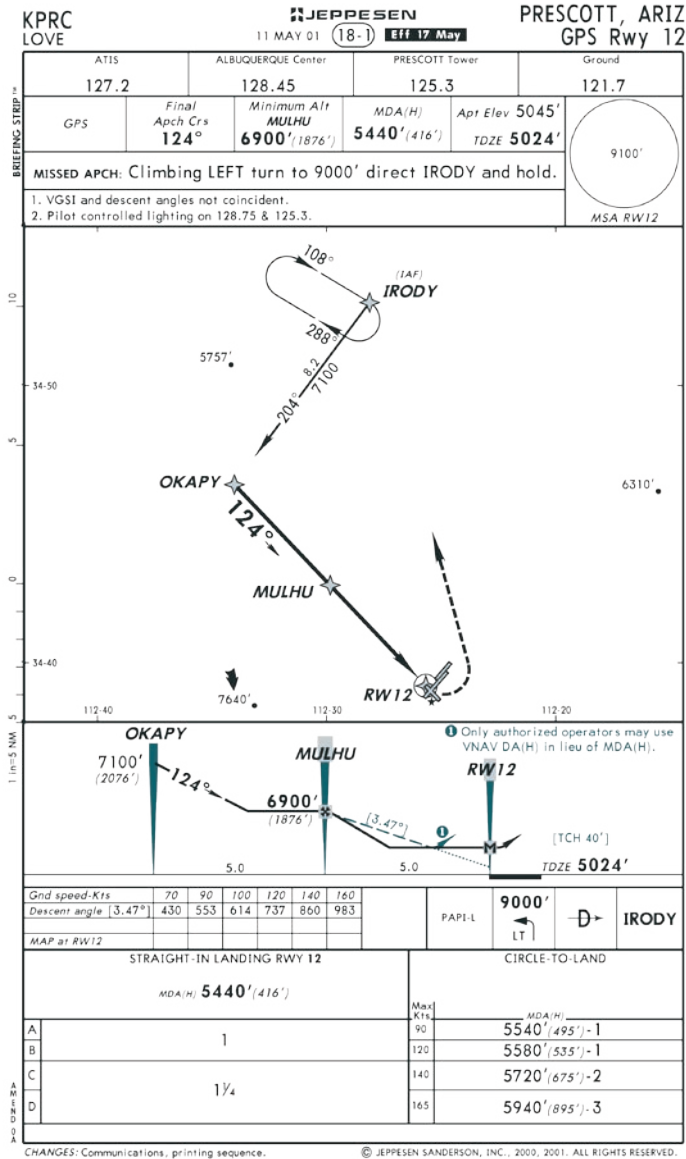 KPRC
LOVE
JEPPESEN
11 MAY 01 18-1 Eff 17 May
PRESCOTT, ARIZ
GPS Rwy 12
BRIEFING STRIP™
ATIS
127.2
ALBUQUERQUE Center
128.45
PRESCOTT Tower
125.3
Ground
121.7
GPS
Final
Apch Crs
124°
Minimum Alt
MULHU
6900'(1876')
MDA(H)
5440'(416')
Apt Elev 5045'
TDZE 5024'
9100'
MSA RW12
MISSED APCH: Climbing LEFT turn to 9000' direct IRODY and hold.
1. VGSI and descent angles not coincident.
2. Pilot controlled lighting on 128.75 & 125.3.
108°
(IAF)
IRODY
288°
8.2
7100
204°
5757'
10
34-50
5
OKAPY
6310'
124°
0
MULHU
34-40
RW12
7640'
5
112-40
112-30
112-20
1 in=5 NM
OKAPY
1 Only authorized operators may use
VNAV DA(H) in lieu of MDA(H).
MULHU
RW12
7100'
(2076')
124°
6900'
(1876')
[3.47°]
1
M
[TCH 40']
5.0
5.0
TDZE 5024'
Gnd speed-Kts 70 90 100 120 140 160
Descent angle [3.47°] 430 553 614 737 860 983
MAP at RW12
PAPI-L
9000'
LT
D
IRODY
STRAIGHT-IN LANDING RWY 12
MDA(H) 5440'(416')
CIRCLE-TO-LAND
Max
Kts.
MDA(H)
A
B
1
C
D
1¼
90 5540'(495')-1
120 5580'(535')-1
140 5720'(675')-2
165 5940'(895')-3
AMEND 0A
CHANGES: Communications, printing sequence.
© JEPPESEN SANDERSON, INC., 2000, 2001. ALL RIGHTS RESERVED.